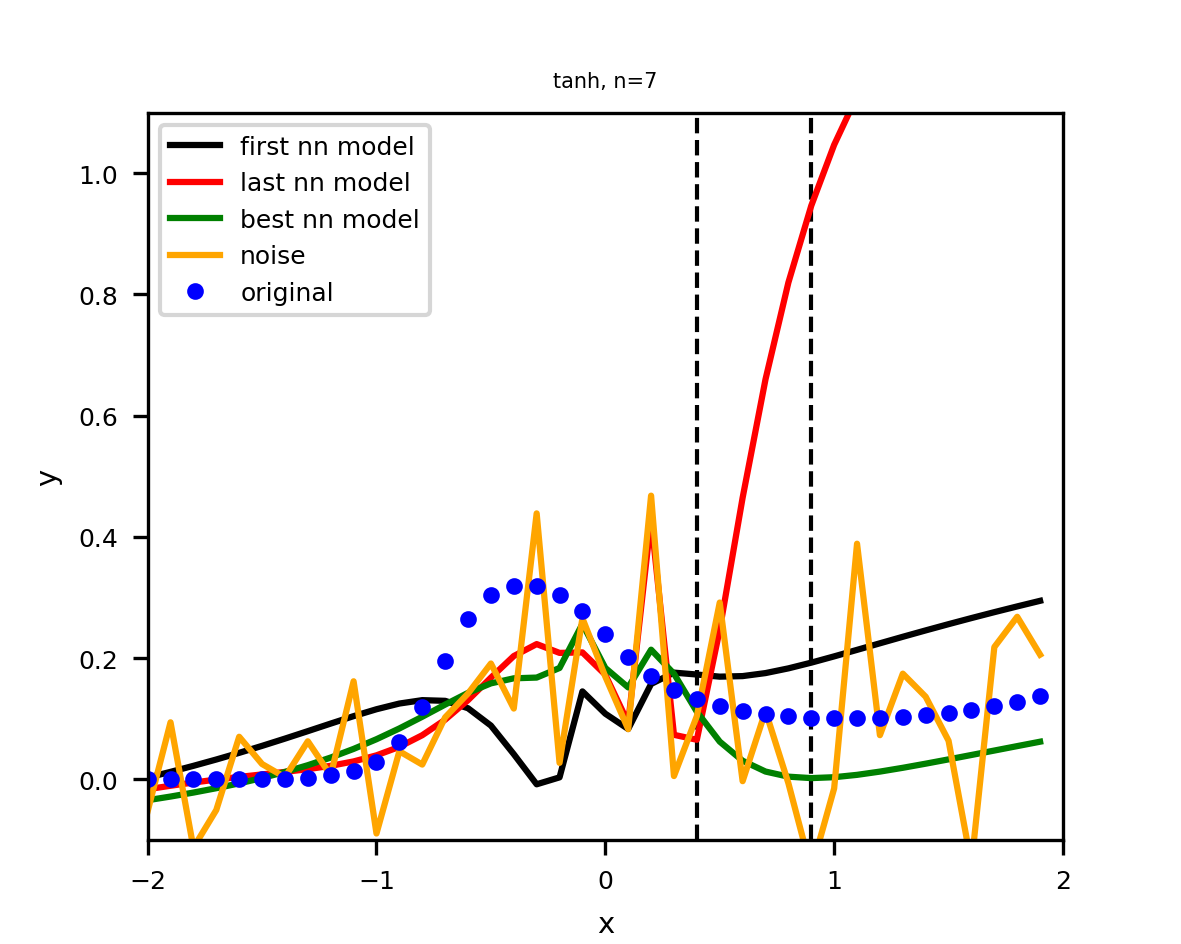 tanh, n=7
first nn model
last nn model
best nn model
noise
original
1.0
0.8
0.6
0.4
0.2
0.0
y
−2
−1
0
1
2
x